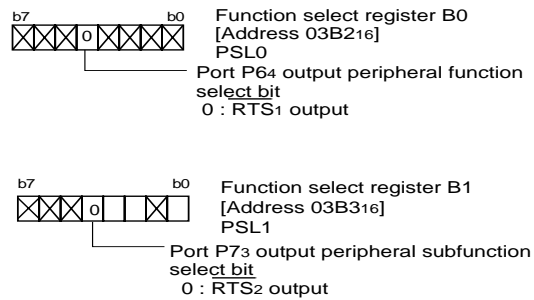 b7 b0
0
Function select register B0
[Address 03B2₁₆]
PSL0
Port P6₄ output peripheral function
select bit
0 : R̅T̅S̅₁ output
b7 b0
0
Function select register B1
[Address 03B3₁₆]
PSL1
Port P7₃ output peripheral subfunction
select bit
0 : R̅T̅S̅₂ output